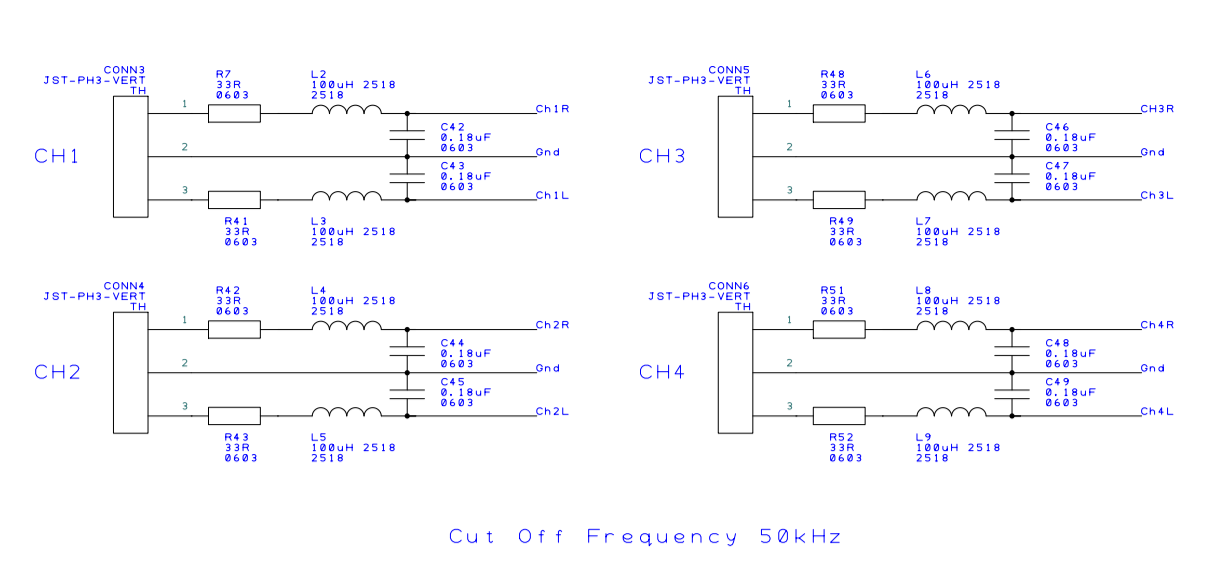 CONN3
JST-PH3-VERT
TH
R7
33R
0603
L2
100uH 2518
2518
1
Ch1R
C42
0.18uF
0603
CH1
2
Gnd
C43
0.18uF
0603
3
Ch1L
R41
33R
0603
L3
100uH 2518
2518
CONN5
JST-PH3-VERT
TH
R48
33R
0603
L6
100uH 2518
2518
1
CH3R
C46
0.18uF
0603
CH3
2
Gnd
C47
0.18uF
0603
3
Ch3L
R49
33R
0603
L7
100uH 2518
2518
CONN4
JST-PH3-VERT
TH
R42
33R
0603
L4
100uH 2518
2518
1
Ch2R
C44
0.18uF
0603
CH2
2
Gnd
C45
0.18uF
0603
3
Ch2L
R43
33R
0603
L5
100uH 2518
2518
CONN6
JST-PH3-VERT
TH
R51
33R
0603
L8
100uH 2518
2518
1
Ch4R
C48
0.18uF
0603
CH4
2
Gnd
C49
0.18uF
0603
3
Ch4L
R52
33R
0603
L9
100uH 2518
2518
Cut Off Frequency 50kHz